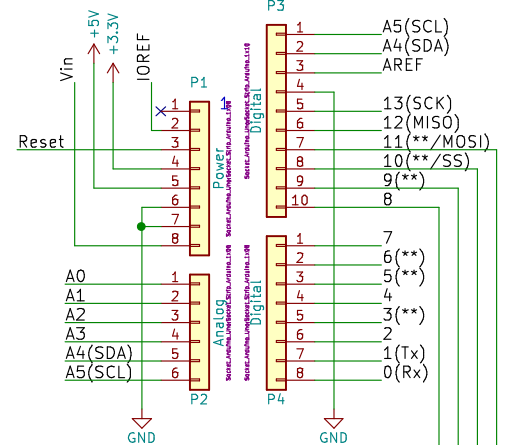 P3
+5V
+3.3V
IOREF
Vin
1 A5(SCL)
2 A4(SDA)
3 AREF
4
5 13(SCK)
6 12(MISO)
7 11(**/MOSI)
8 10(**/SS)
9 9(**)
10 8
Digital
P1
1
1
2
Reset 3
4
5
6
7
8
Power
1 7
2 6(**)
3 5(**)
4 4
5 3(**)
6 2
7 1(Tx)
8 0(Rx)
Digital
P4
A0 1
A1 2
A2 3
A3 4
A4(SDA) 5
A5(SCL) 6
Analog
P2
GND
GND